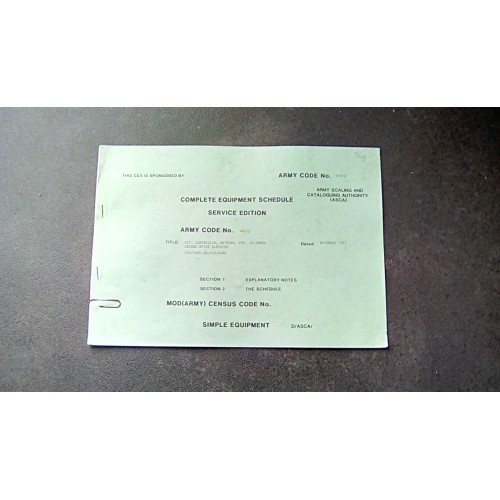 THIS CES IS SPONSORED BY
ARMY CODE No.
ARMY SCALING AND
CATALOGUING AUTHORITY
(ASCA)
COMPLETE EQUIPMENT SCHEDULE
SERVICE EDITION
ARMY CODE No.
TITLE
Dated
SECTION 1 EXPLANATORY NOTES
SECTION 2 THE SCHEDULE
MOD(ARMY) CENSUS CODE No.
SIMPLE EQUIPMENT D/ASCA/